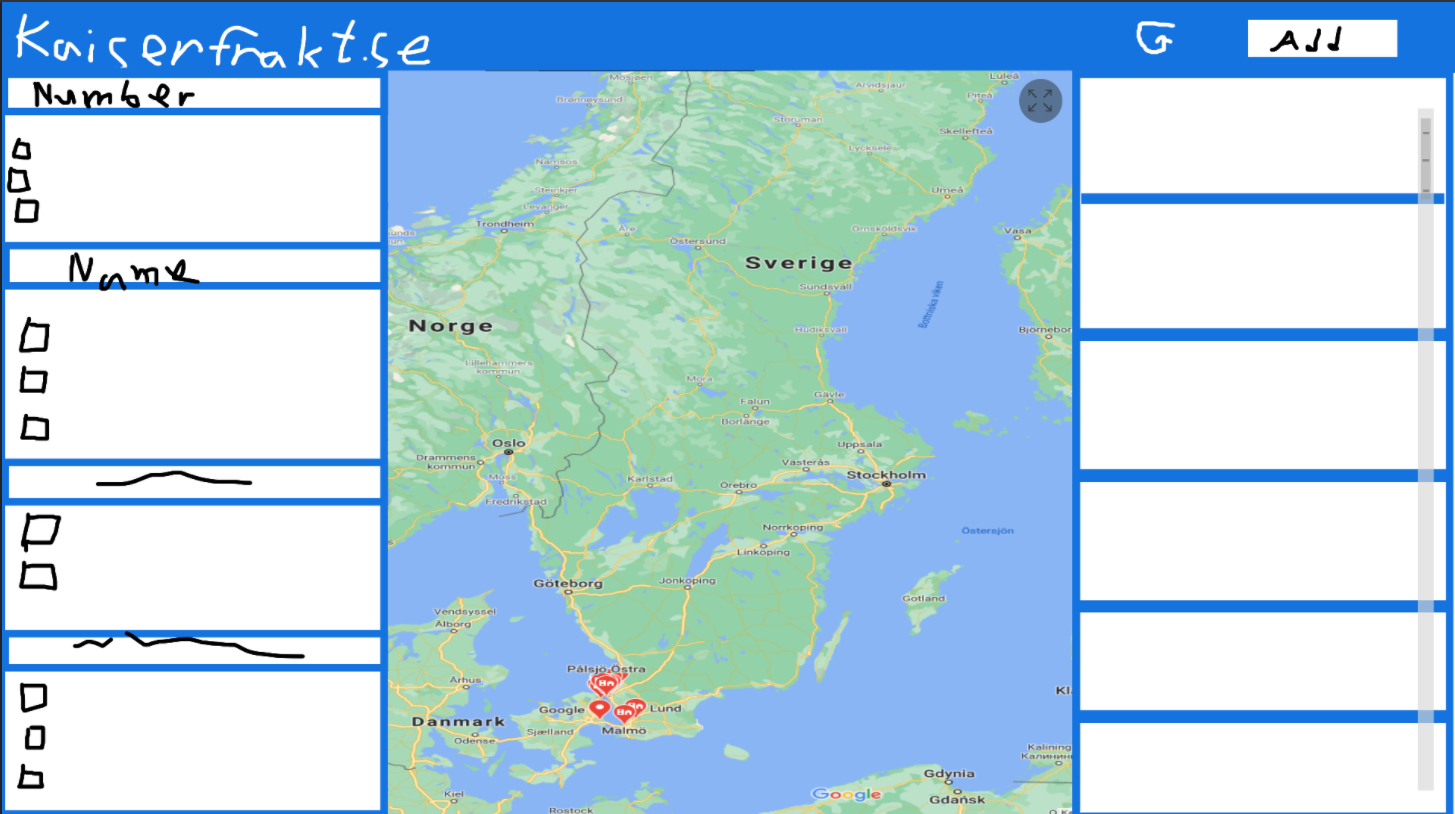 Kaiserfrakt.se
G
Add
Number
Name
Mosjøen
Brønnøysund
Arvidsjaur
Luleå
Piteå
Storuman
Skellefteå
Lycksele
Namsos
Umeå
Steinkjer
Levanger
Trondheim
Åre
Östersund
Örnsköldsvik
Vasa
Sverige
Sundsvall
Bottniska viken
Norge
Hudiksvall
Björnebor
Lillehammers
kommun
Mora
Falun
Gävle
Borlänge
Oslo
Uppsala
Drammens
kommun
Västerås
Stockholm
Moss
Karlstad
Örebro
Fredrikstad
Norrköping
Östersjön
Linköping
Göteborg
Jönköping
Gotland
Vendsyssel
Ålborg
Pålsjö Östra
Århus
Google
Lund
Kl
Danmark
Sjælland
Malmö
Odense
Kalining
Калинин
Gdynia
Kiel
Google
Gdańsk
Rostock